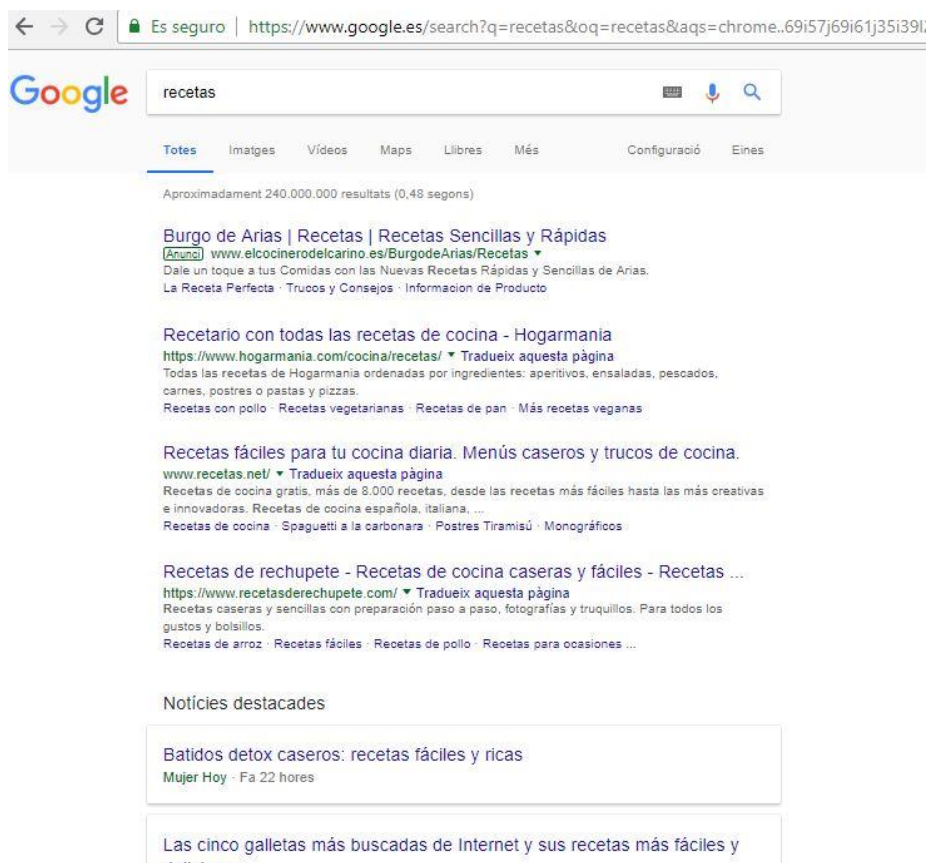 Es seguro | https://www.google.es/search?q=recetas&oq=recetas&aqs=chrome..69i57j69i61j35i39l
Google recetas
Totes Imatges Vídeos Maps Llibres Més Configuració Eines
Aproximadament 240.000.000 resultats (0,48 segons)
Burgo de Arias | Recetas | Recetas Sencillas y Rápidas
Anunci www.elcocinerodelcarino.es/BurgodeArias/Recetas ▼
Dale un toque a tus Comidas con las Nuevas Recetas Rápidas y Sencillas de Arias.
La Receta Perfecta · Trucos y Consejos · Informacion de Producto
Recetario con todas las recetas de cocina - Hogarmania
https://www.hogarmania.com/cocina/recetas/ ▼ Tradueix aquesta pàgina
Todas las recetas de Hogarmania ordenadas por ingredientes: aperitivos, ensaladas, pescados,
carnes, postres o pastas y pizzas.
Recetas con pollo · Recetas vegetarianas · Recetas de pan · Más recetas veganas
Recetas fáciles para tu cocina diaria. Menús caseros y trucos de cocina.
www.recetas.net/ ▼ Tradueix aquesta pàgina
Recetas de cocina gratis, más de 8.000 recetas, desde las recetas más fáciles hasta las más creativas
e innovadoras. Recetas de cocina española, italiana, ...
Recetas de cocina · Spaguetti a la carbonara · Postres Tiramisú · Monográficos
Recetas de rechupete - Recetas de cocina caseras y fáciles - Recetas ...
https://www.recetasderechupete.com/ ▼ Tradueix aquesta pàgina
Recetas caseras y sencillas con preparación paso a paso, fotografías y truquillos. Para todos los
gustos y bolsillos.
Recetas de arroz · Recetas fáciles · Recetas de pollo · Recetas para ocasiones ...
Notícies destacades
Batidos detox caseros: recetas fáciles y ricas
Mujer Hoy · Fa 22 hores
Las cinco galletas más buscadas de Internet y sus recetas más fáciles y